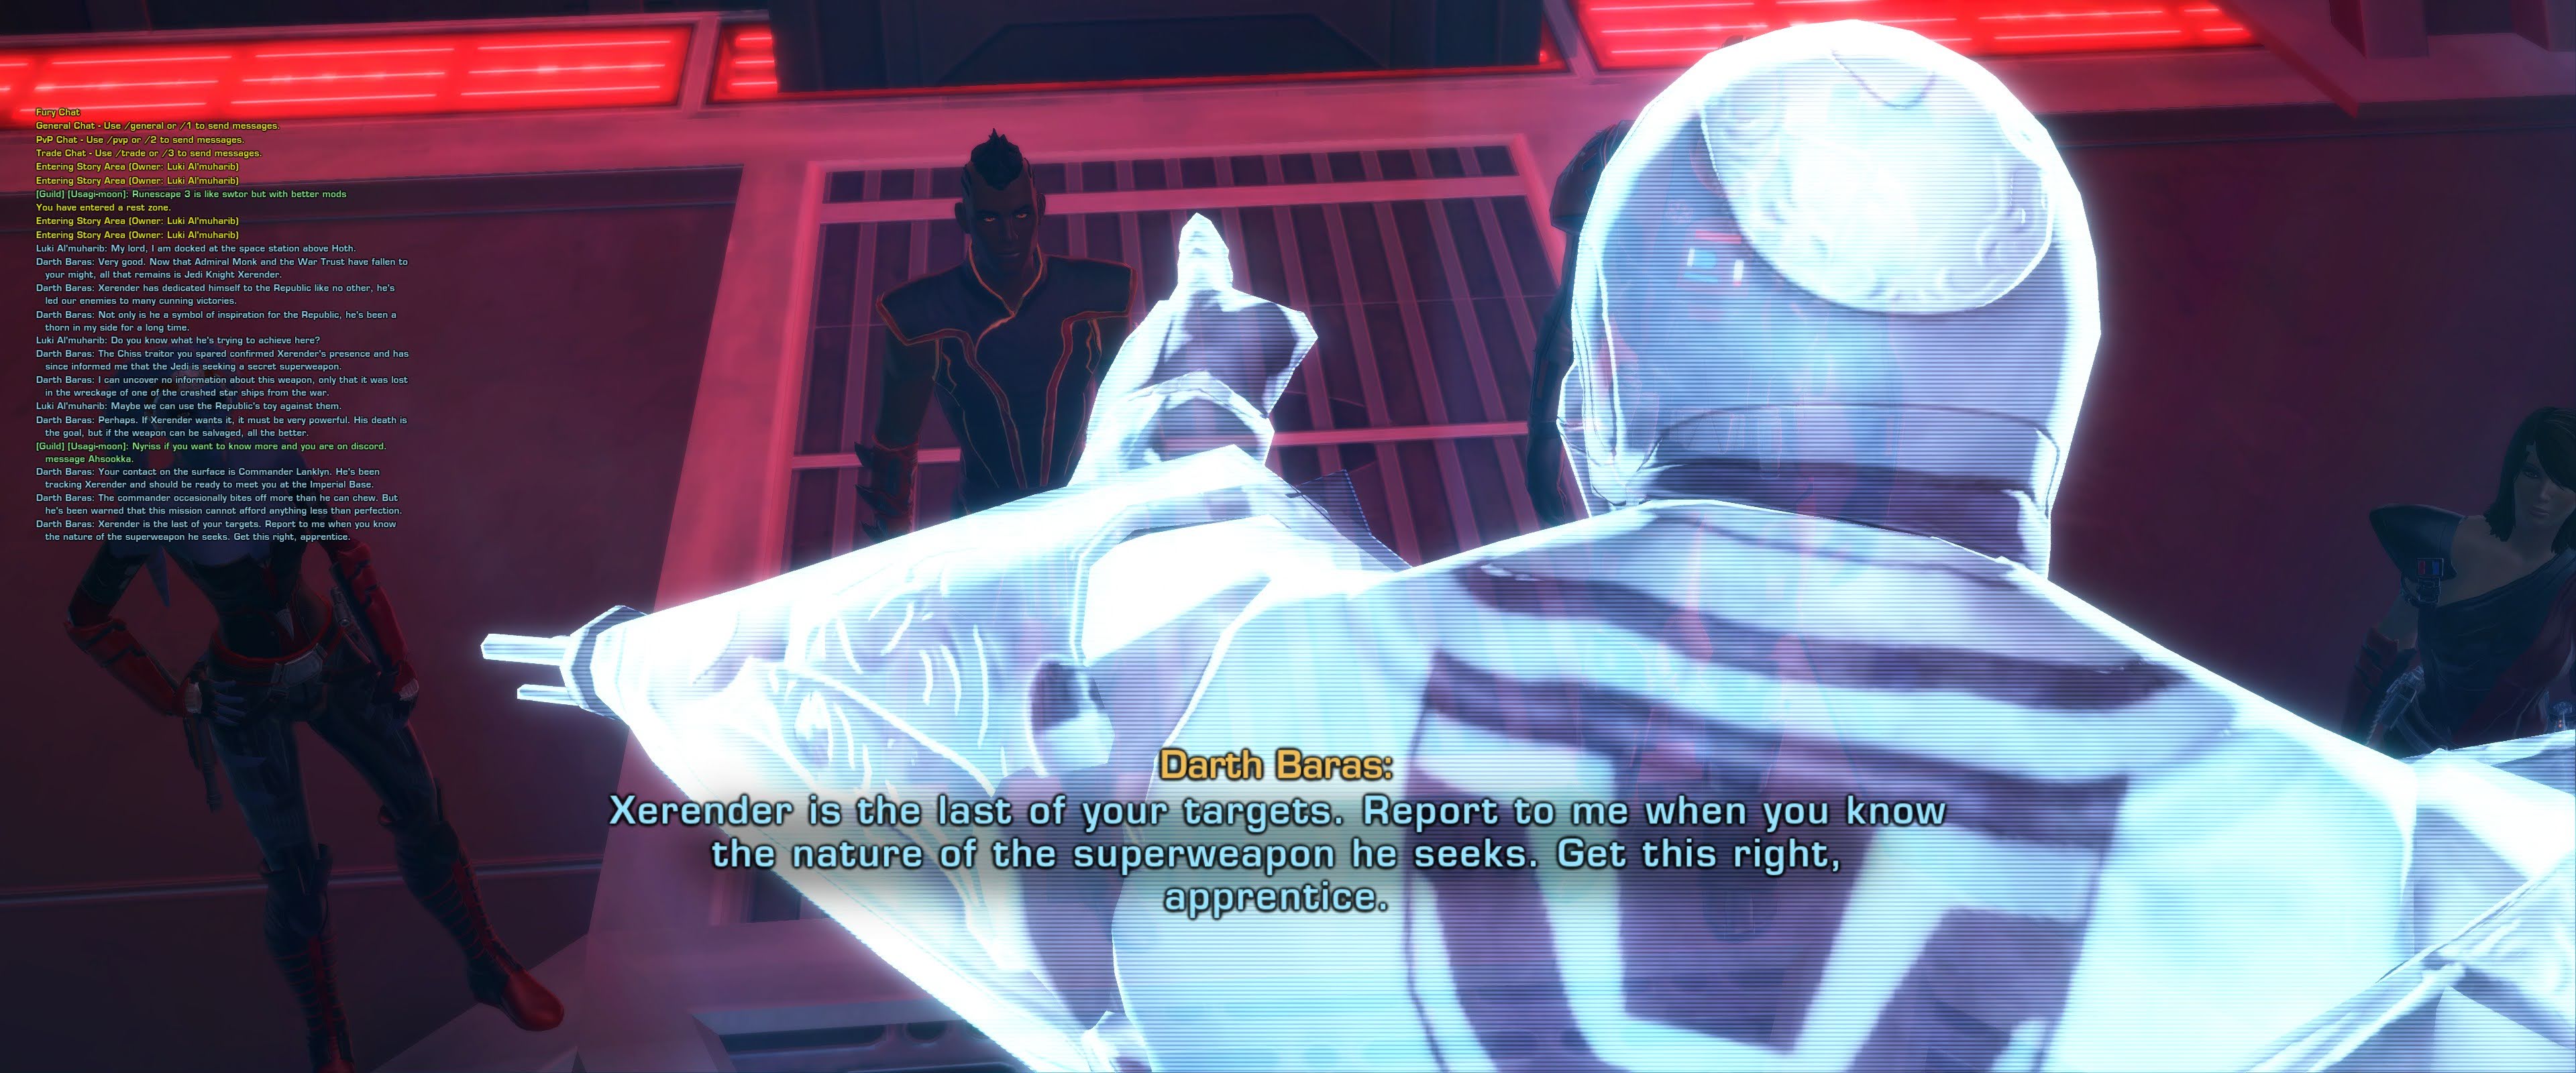 Fury Chat
General Chat - Use /general or /1 to send messages.
PvP Chat - Use /pvp or /2 to send messages.
Trade Chat - Use /trade or /3 to send messages.
Entering Story Area (Owner: Luki Al'muharib)
Entering Story Area (Owner: Luki Al'muharib)
[Guild] [Usagi-moon]: Runescape 3 is like swtor but with better mods
You have entered a rest zone.
Entering Story Area (Owner: Luki Al'muharib)
Entering Story Area (Owner: Luki Al'muharib)
Luki Al'muharib: My lord, I am docked at the space station above Hoth.
Darth Baras: Very good. Now that Admiral Monk and the War Trust have fallen to
your might, all that remains is Jedi Knight Xerender.
Darth Baras: Xerender has dedicated himself to the Republic like no other, he's
led our enemies to many cunning victories.
Darth Baras: Not only is he a symbol of inspiration for the Republic, he's been a
thorn in my side for a long time.
Luki Al'muharib: Do you know what he's trying to achieve here?
Darth Baras: The Chiss traitor you spared confirmed Xerender's presence and has
since informed me that the Jedi is seeking a secret superweapon.
Darth Baras: I can uncover no information about this weapon, only that it was lost
in the wreckage of one of the crashed star ships from the war.
Luki Al'muharib: Maybe we can use the Republic's toy against them.
Darth Baras: Perhaps. If Xerender wants it, it must be very powerful. His death is
the goal, but if the weapon can be salvaged, all the better.
[Guild] [Usagi-moon]: Nyriss if you want to know more and you are on discord.
message Ahsookka.
Darth Baras: Your contact on the surface is Commander Lanklyn. He's been
tracking Xerender and should be ready to meet you at the Imperial Base.
Darth Baras: The commander occasionally bites off more than he can chew. But
he's been warned that this mission cannot afford anything less than perfection.
Darth Baras: Xerender is the last of your targets. Report to me when you know
the nature of the superweapon he seeks. Get this right, apprentice.
Darth Baras:
Xerender is the last of your targets. Report to me when you know
the nature of the superweapon he seeks. Get this right,
apprentice.